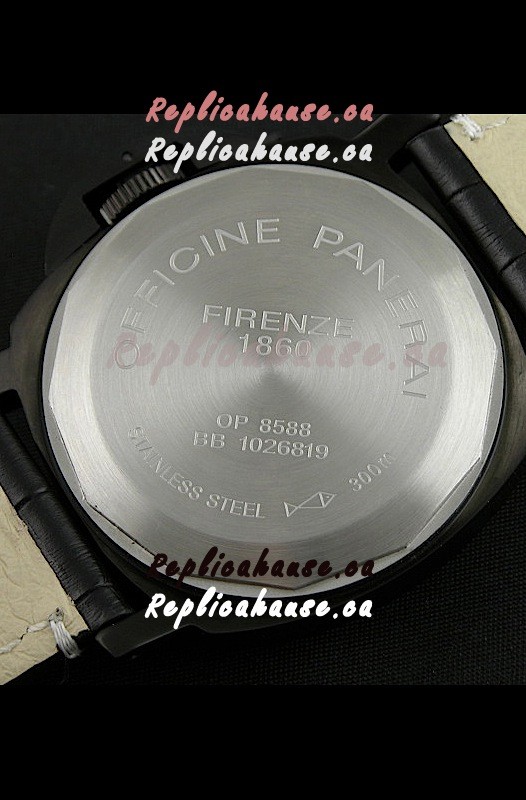 Replicahause.ca
Replicahause.ca
OFFICINE PANERAI
FIRENZE
1860
Replicahause.ca
OP 8588
BB 1026819
STAINLESS STEEL 300m
Replicahause.ca
Replicahause.ca